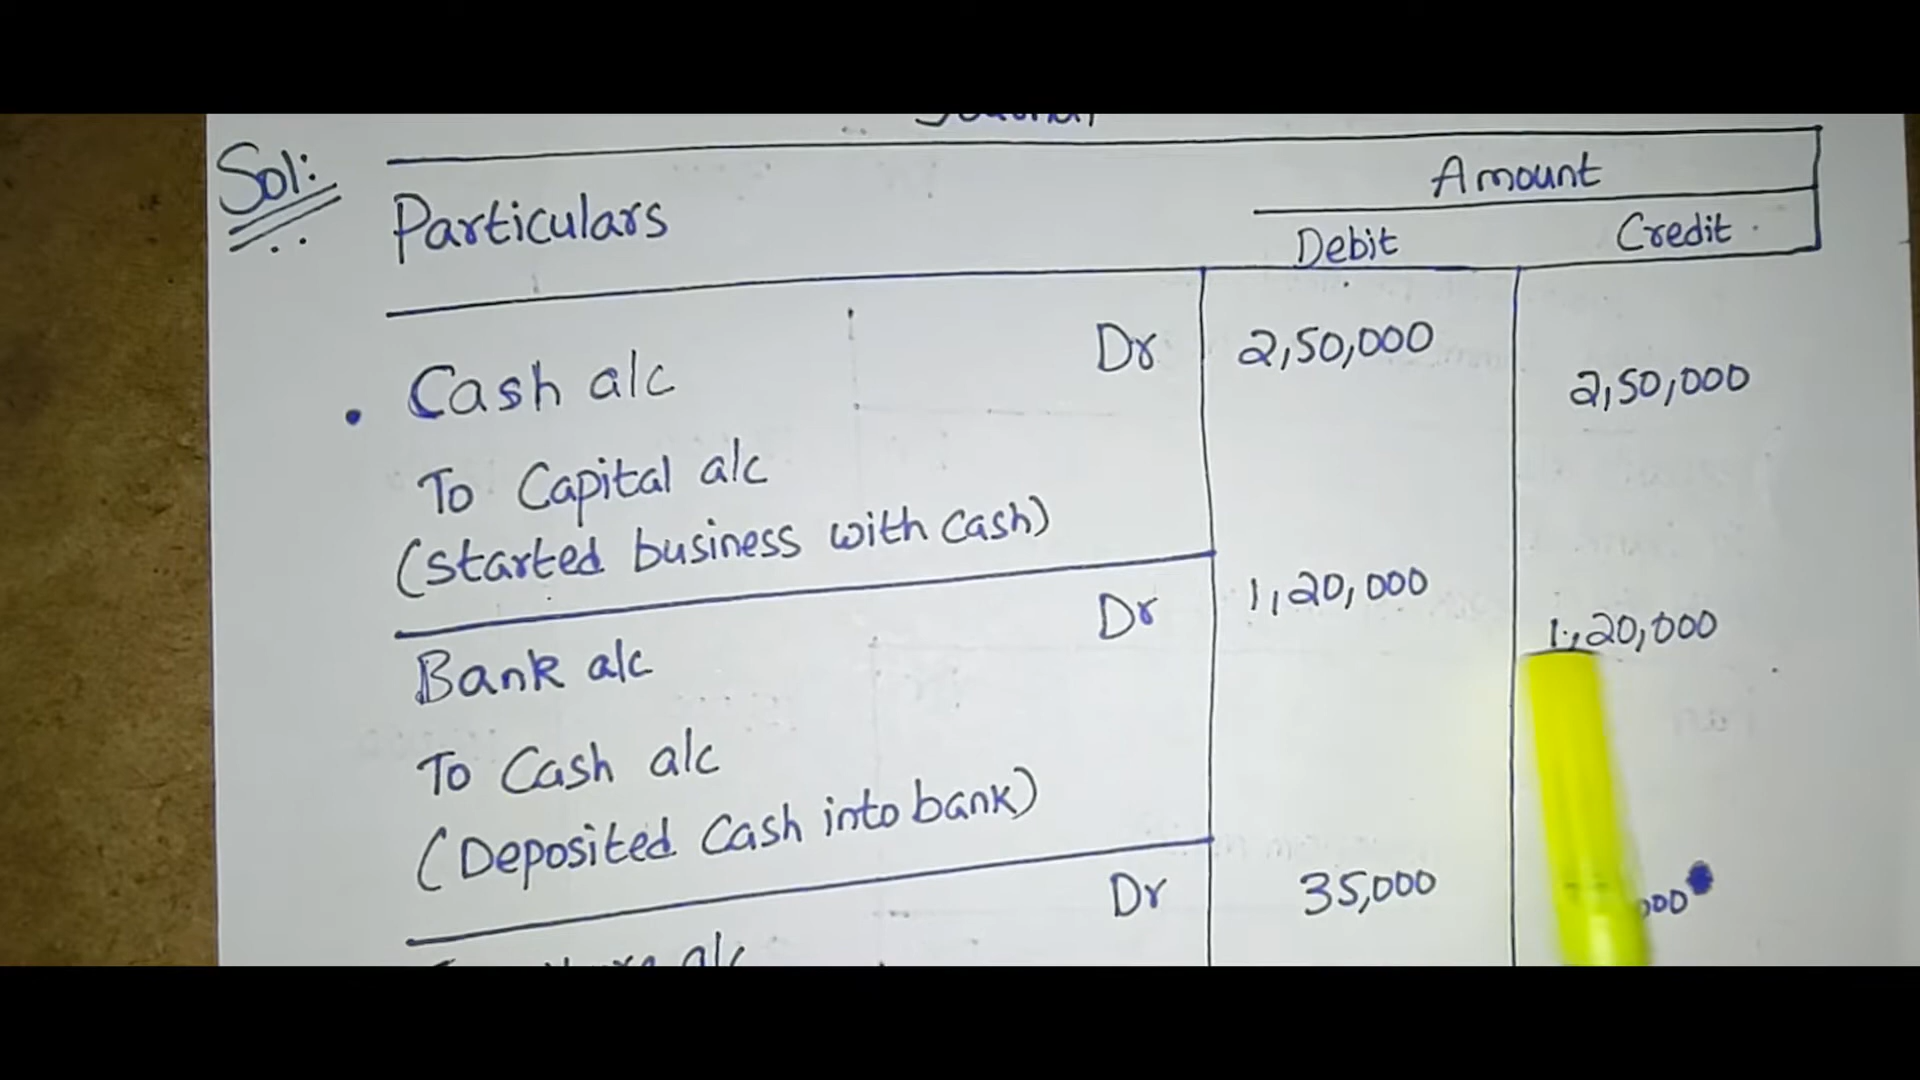 Sol:
Amount
Particulars
Debit Credit
Cash a/c Dr 2,50,000
2,50,000
To Capital a/c
(Started business with cash)
Bank a/c Dr 1,20,000
1,20,000
To Cash a/c
(Deposited Cash into bank)
Dr 35,000
a/c